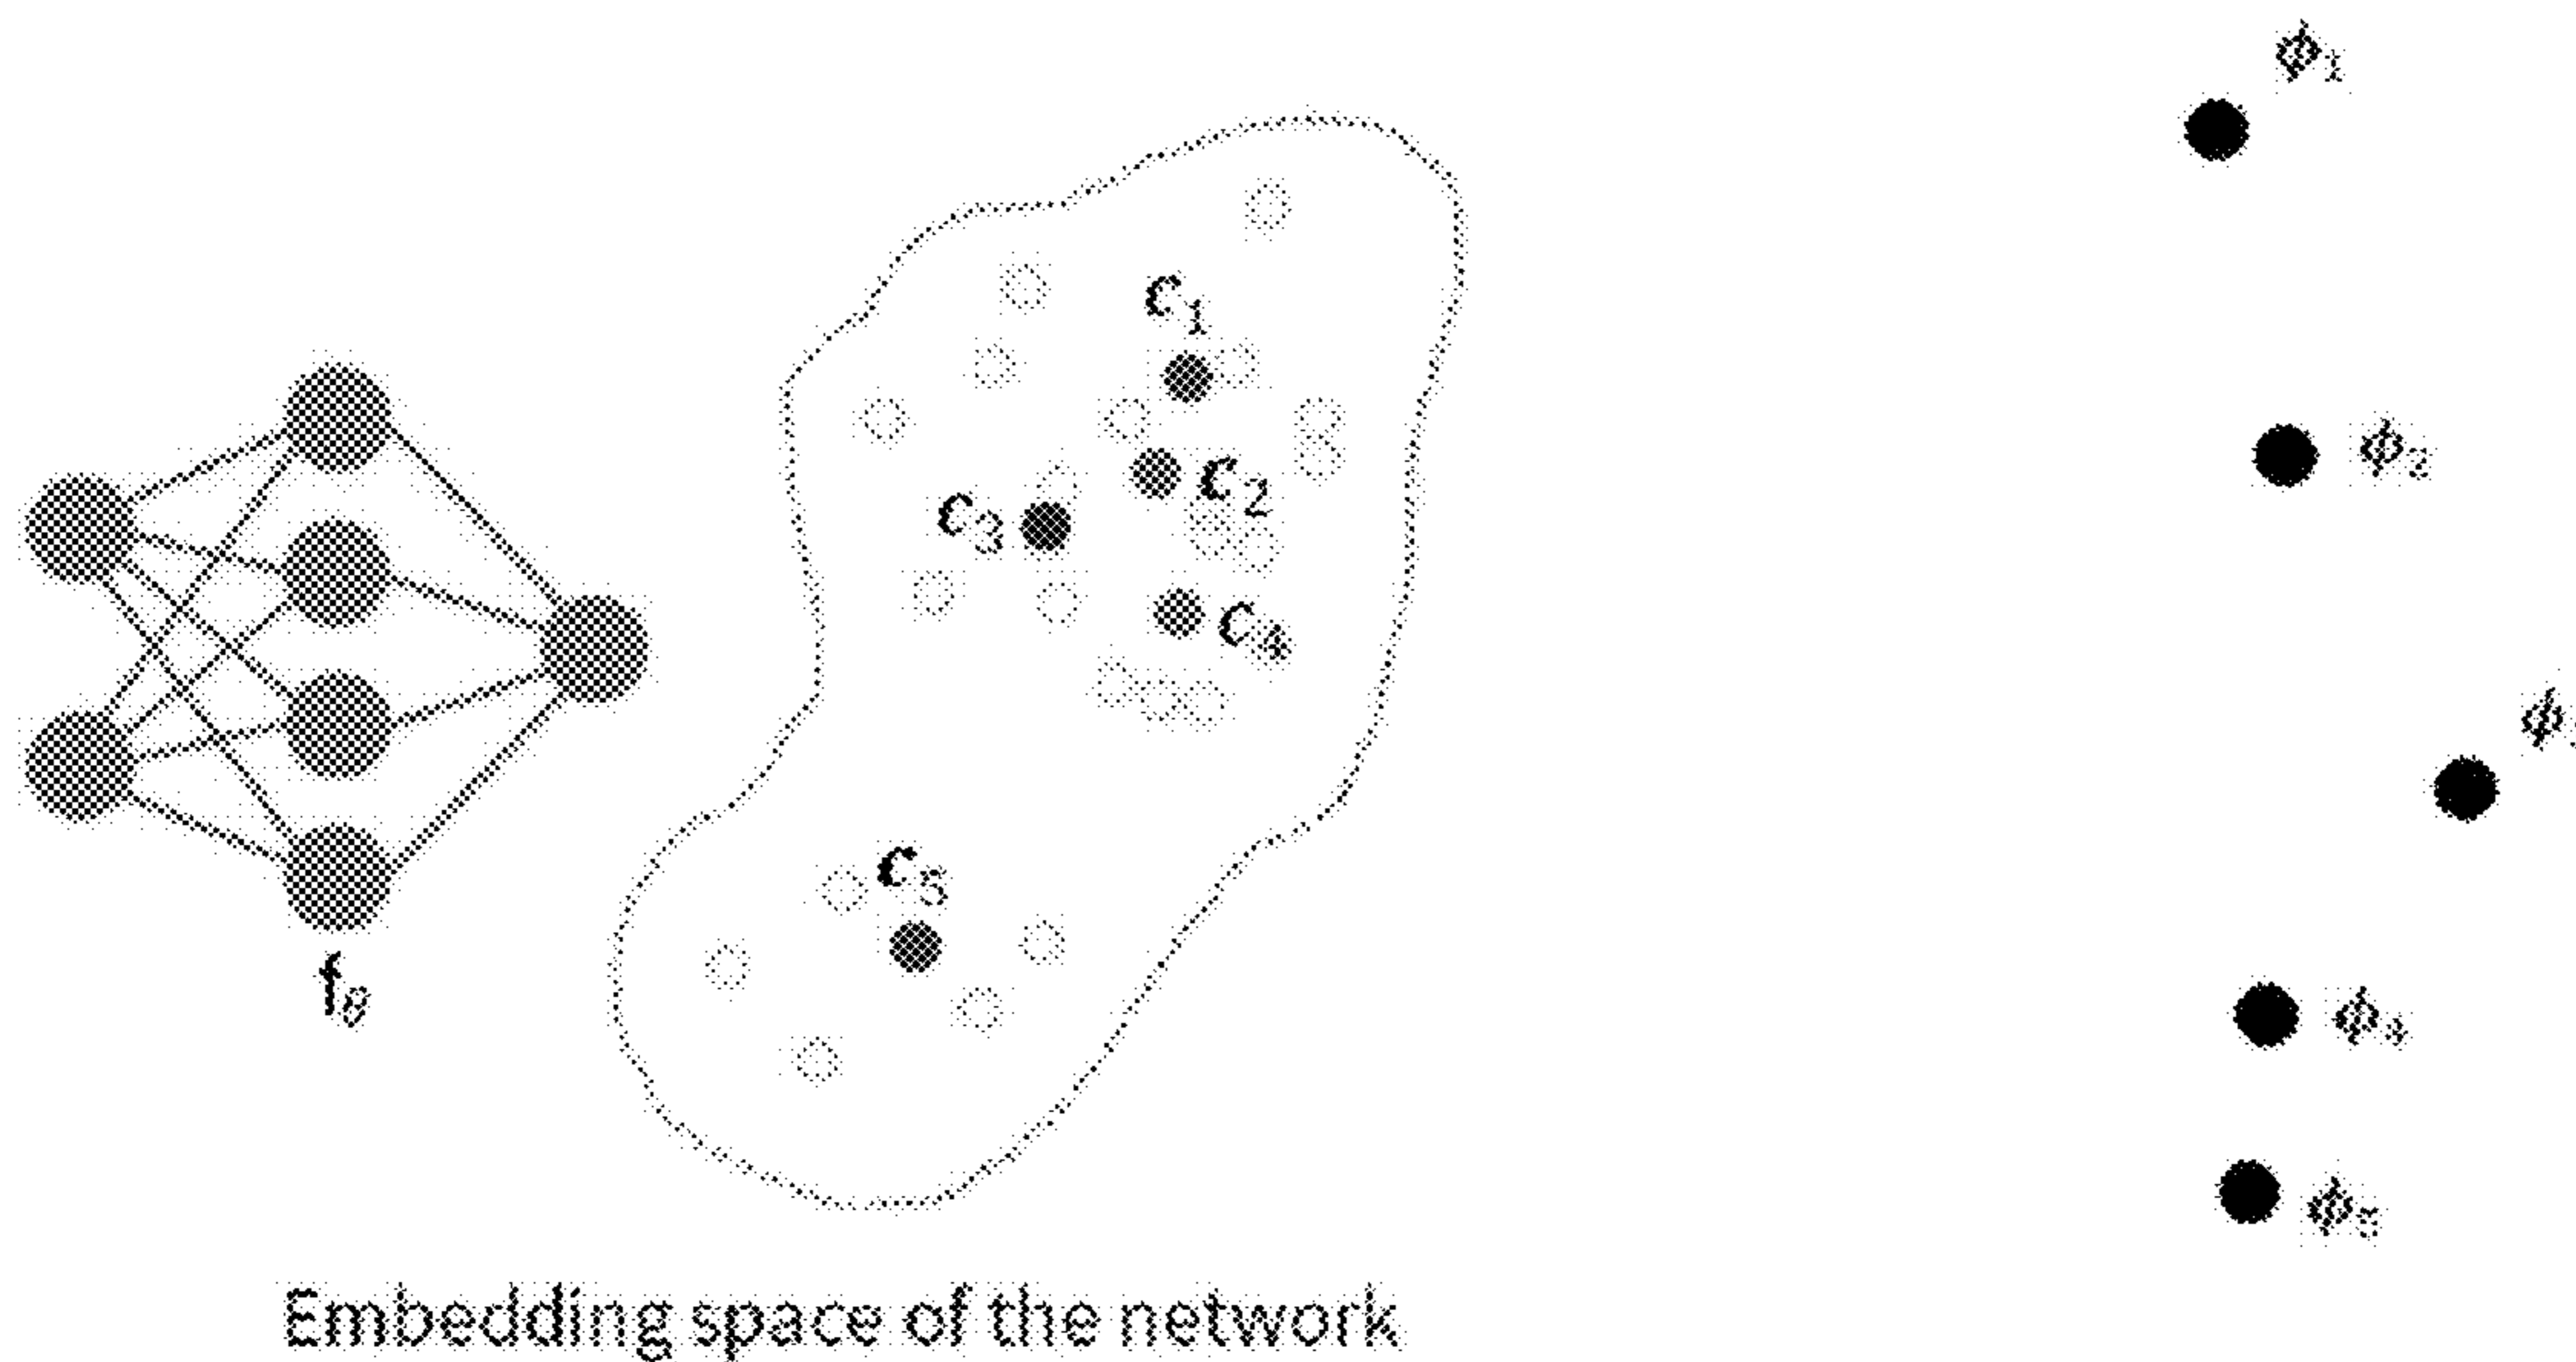 ϕ₁
c₁
ϕ₂
c₂
c₃
c₄
ϕ
c₅
fθ
ϕ₄
ϕ₅
Embedding space of the network